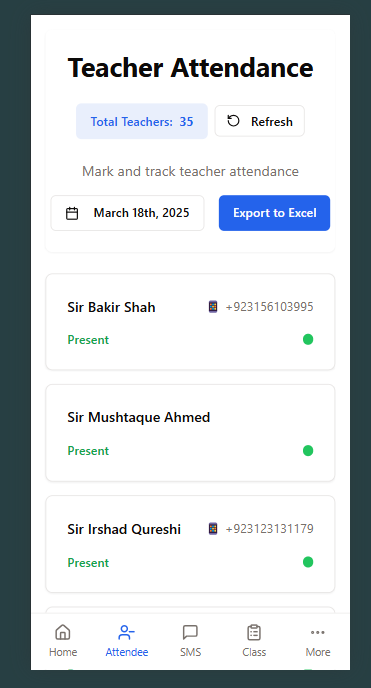 Teacher Attendance
Total Teachers: 35
Refresh
Mark and track teacher attendance
March 18th, 2025
Export to Excel
Sir Bakir Shah
+923156103995
Present
Sir Mushtaque Ahmed
Present
Sir Irshad Qureshi
+923123131179
Present
Home
Attendee
SMS
Class
More